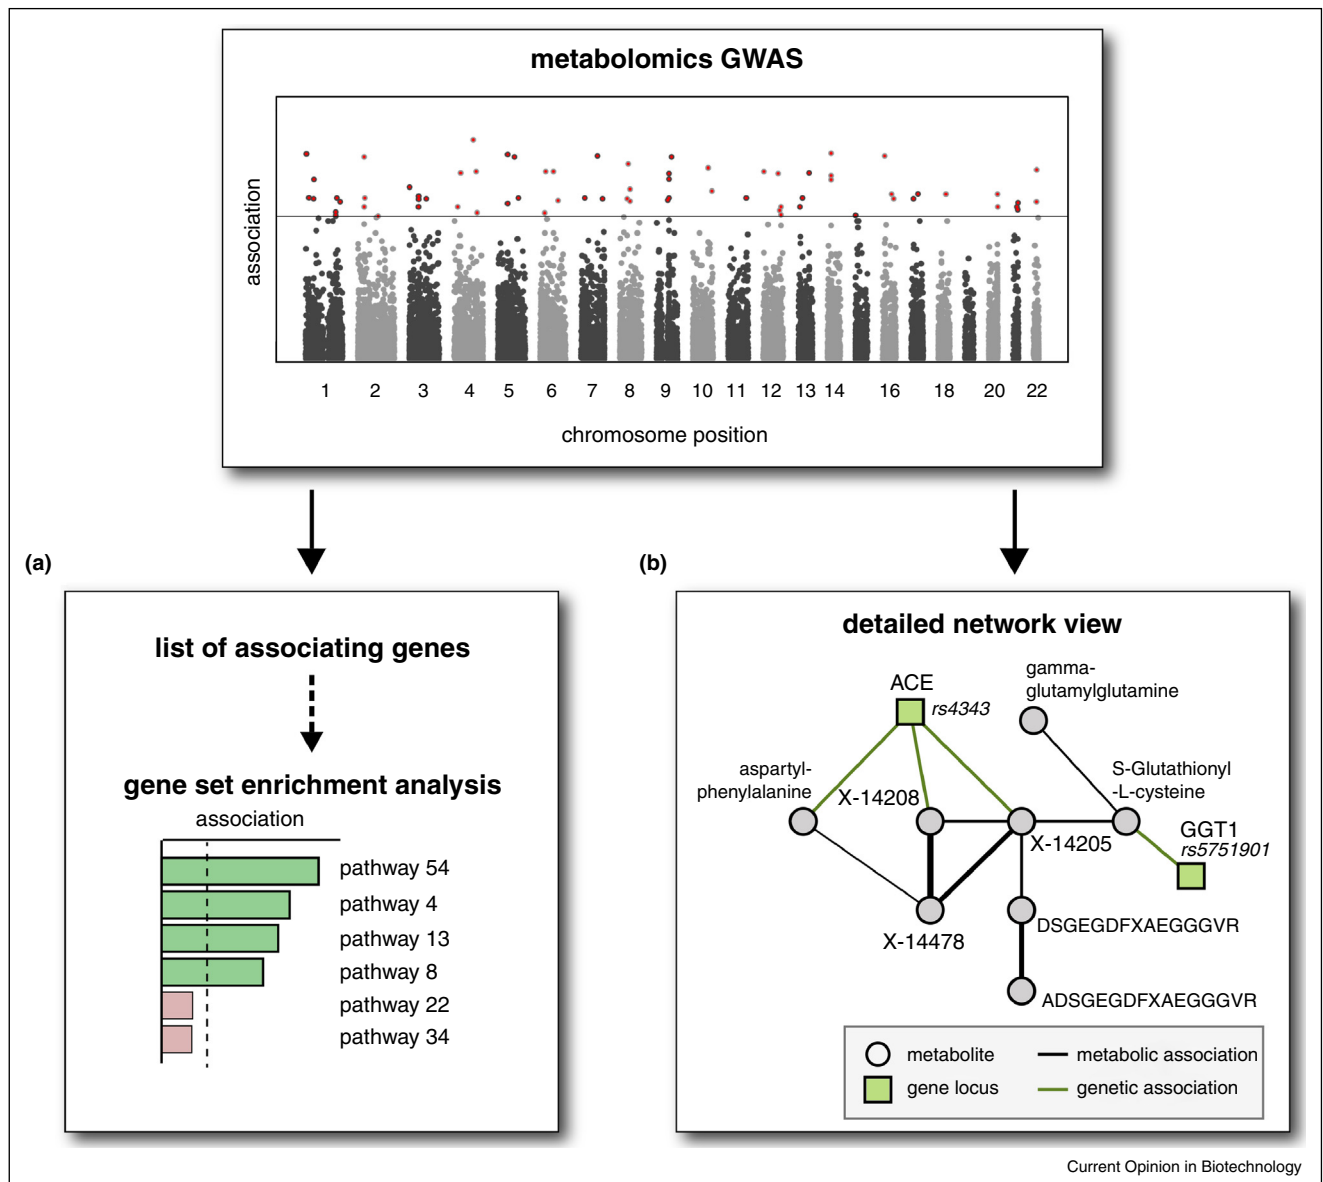 metabolomics GWAS
association
1 2 3 4 5 6 7 8 9 10 11 12 13 14 16 18 20 22
chromosome position
(a)
list of associating genes
gene set enrichment analysis
association
pathway 54
pathway 4
pathway 13
pathway 8
pathway 22
pathway 34
(b)
detailed network view
ACE
rs4343
gamma-
glutamylglutamine
aspartyl-
phenylalanine
X-14208
S-Glutathionyl
-L-cysteine
X-14205
GGT1
rs5751901
X-14478
DSGEGDFXAEGGGVR
ADSGEGDFXAEGGGVR
metabolite
metabolic association
gene locus
genetic association
Current Opinion in Biotechnology